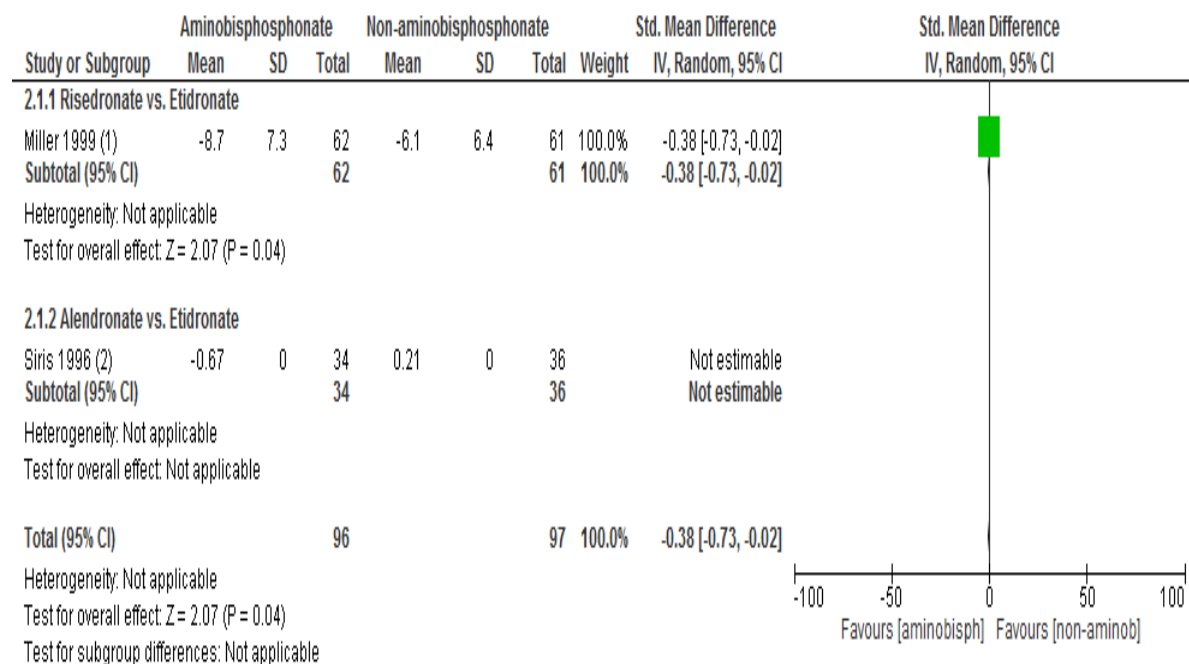 Aminobisphosphonate Non-aminobisphosphonate Std. Mean Difference Std. Mean Difference
Study or Subgroup Mean SD Total Mean SD Total Weight IV, Random, 95% CI IV, Random, 95% CI
2.1.1 Risedronate vs. Etidronate
Miller 1999 (1) -8.7 7.3 62 -6.1 6.4 61 100.0% -0.38 [-0.73, -0.02]
Subtotal (95% CI) 62 61 100.0% -0.38 [-0.73, -0.02]
Heterogeneity: Not applicable
Test for overall effect: Z = 2.07 (P = 0.04)
2.1.2 Alendronate vs. Etidronate
Siris 1996 (2) -0.67 0 34 0.21 0 36 Not estimable
Subtotal (95% CI) 34 36 Not estimable
Heterogeneity: Not applicable
Test for overall effect: Not applicable
Total (95% CI) 96 97 100.0% -0.38 [-0.73, -0.02]
Heterogeneity: Not applicable
-100 -50 0 50 100
Test for overall effect: Z = 2.07 (P = 0.04)
Favours [aminobisph] Favours [non-aminob]
Test for subgroup differences: Not applicable